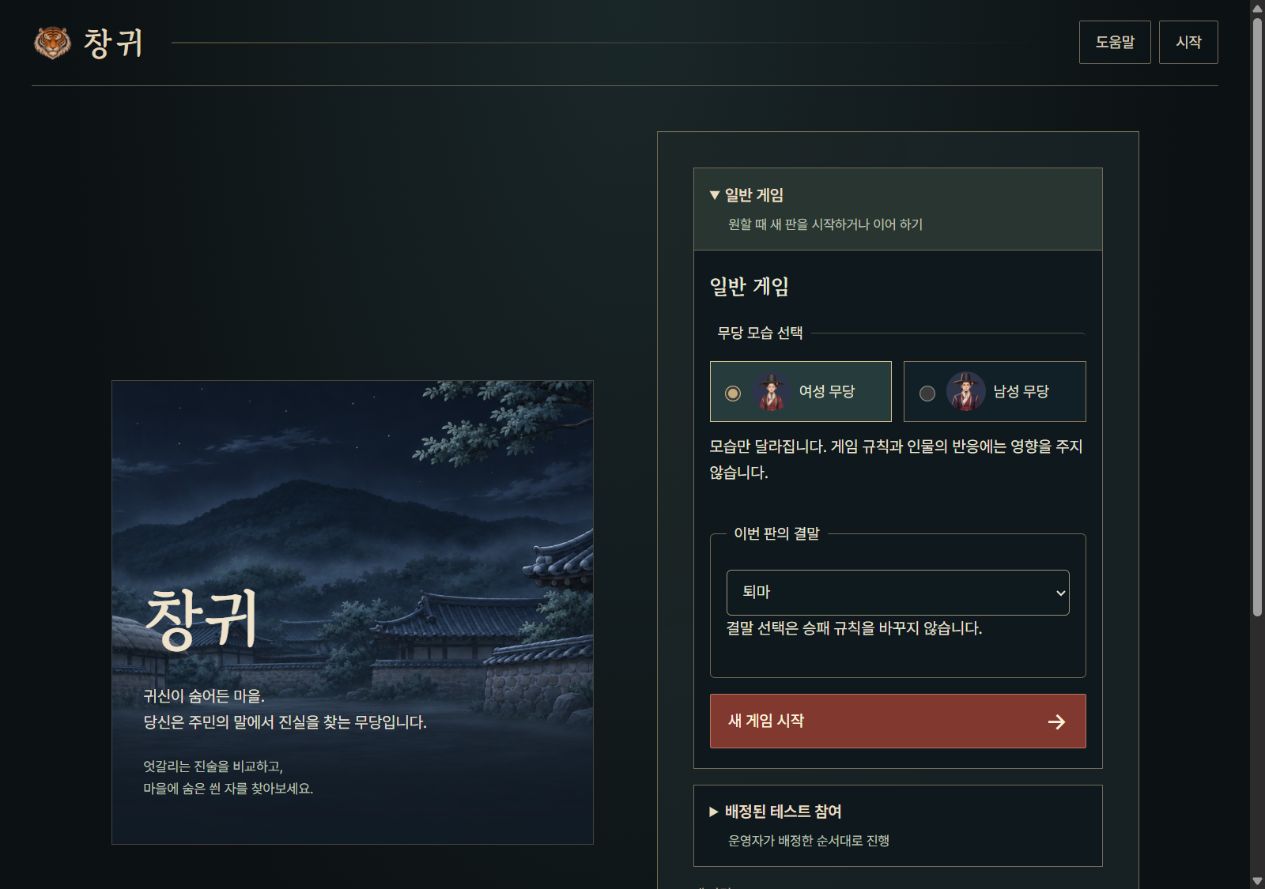 창귀
도움말
시작
창귀
귀신이 숨어든 마을.
당신은 주민의 말에서 진실을 찾는 무당입니다.
엇갈리는 진술을 비교하고,
마을에 숨은 씐 자를 찾아보세요.
▼ 일반 게임
원할 때 새 판을 시작하거나 이어 하기
일반 게임
무당 모습 선택
여성 무당
남성 무당
모습만 달라집니다. 게임 규칙과 인물의 반응에는 영향을 주지
않습니다.
이번 판의 결말
퇴마
결말 선택은 승패 규칙을 바꾸지 않습니다.
새 게임 시작 →
▶ 배정된 테스트 참여
운영자가 배정한 순서대로 진행